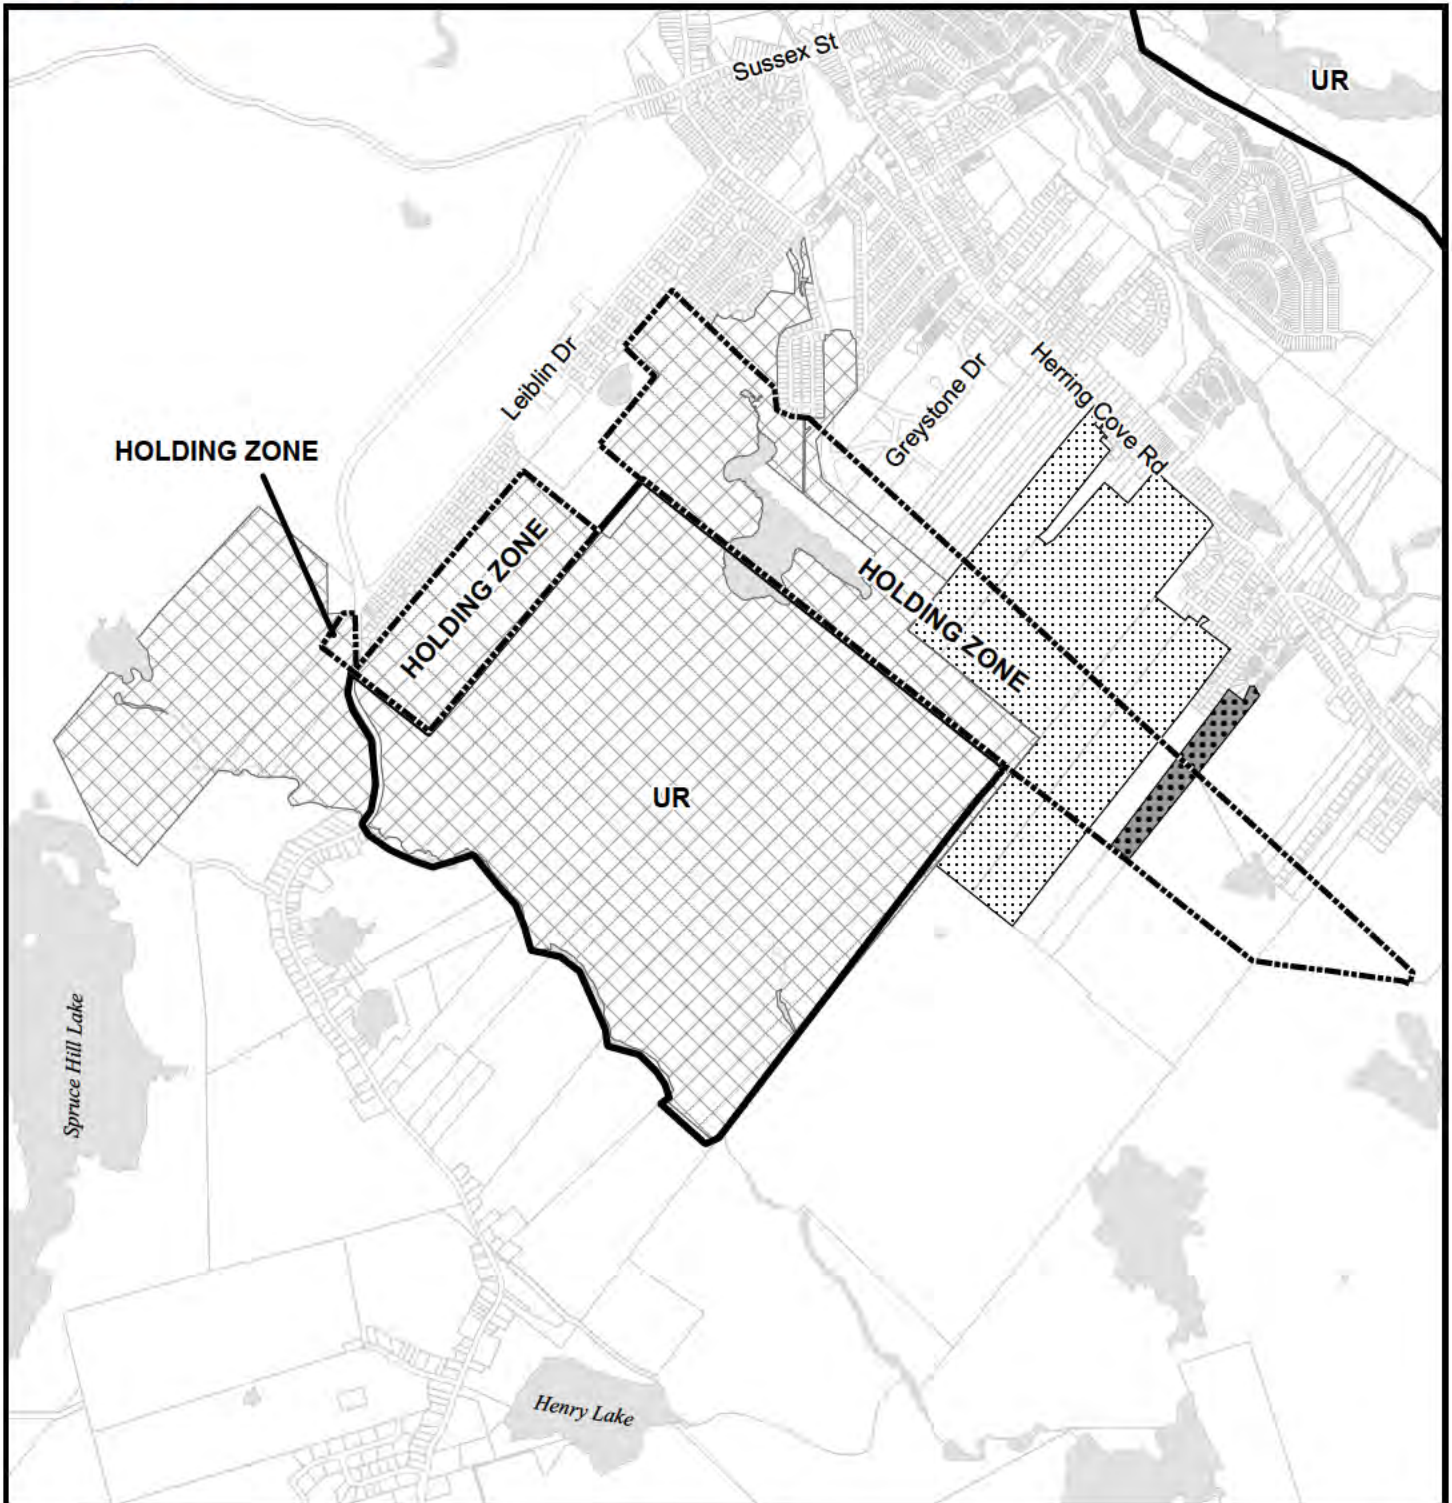 Sussex St
UR
Leiblin Dr
Greystone Dr
Herring Cove Rd
HOLDING ZONE
HOLDING ZONE
HOLDING ZONE
UR
Spruce Hill Lake
Henry Lake